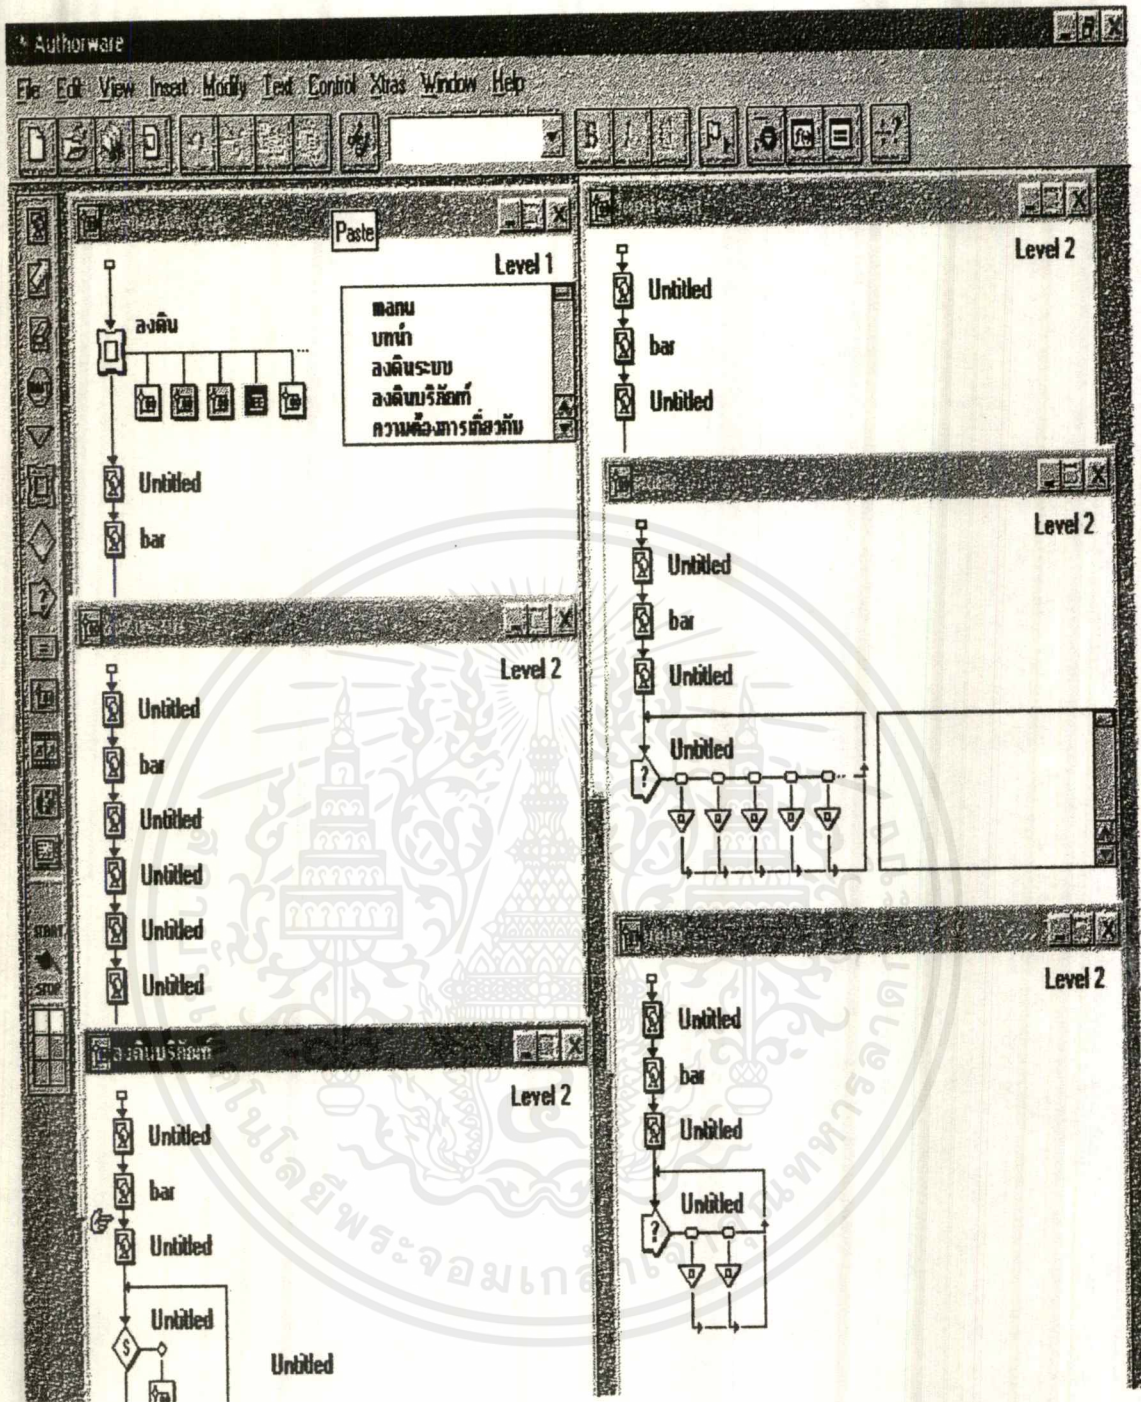 Authorware
File Edit View Insert Modify Text Control Xtras Window Help
B I U
Paste
Level 1
ลงดิน
manu
บทนำ
ลงดินระบบ
ลงดินบริภัณฑ์
ความต้องการเกี่ยวกับ
Untitled
bar
Level 2
Untitled
bar
Untitled
Untitled
Untitled
Untitled
START
STOP
ลงดินบริภัณฑ์
Level 2
Untitled
bar
Untitled
Untitled
Untitled
Level 2
Untitled
bar
Untitled
Level 2
Untitled
bar
Untitled
Untitled
Level 2
Untitled
bar
Untitled
Untitled